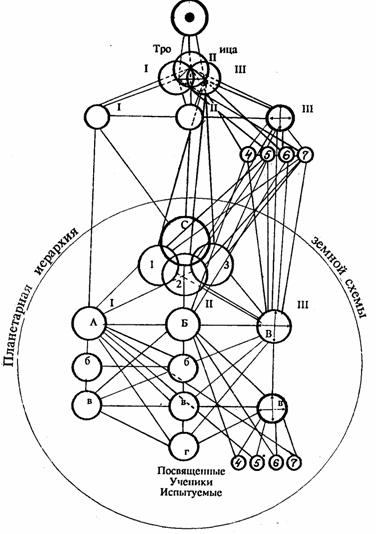 Тро ица
I II III
I II III
4 5 6 7
Планетарная иерархия земной схемы
С
1 2 3
I II III
А Б В
б б
в в в
г
4 5 6 7
Посвященные
Ученики
Испытуемые